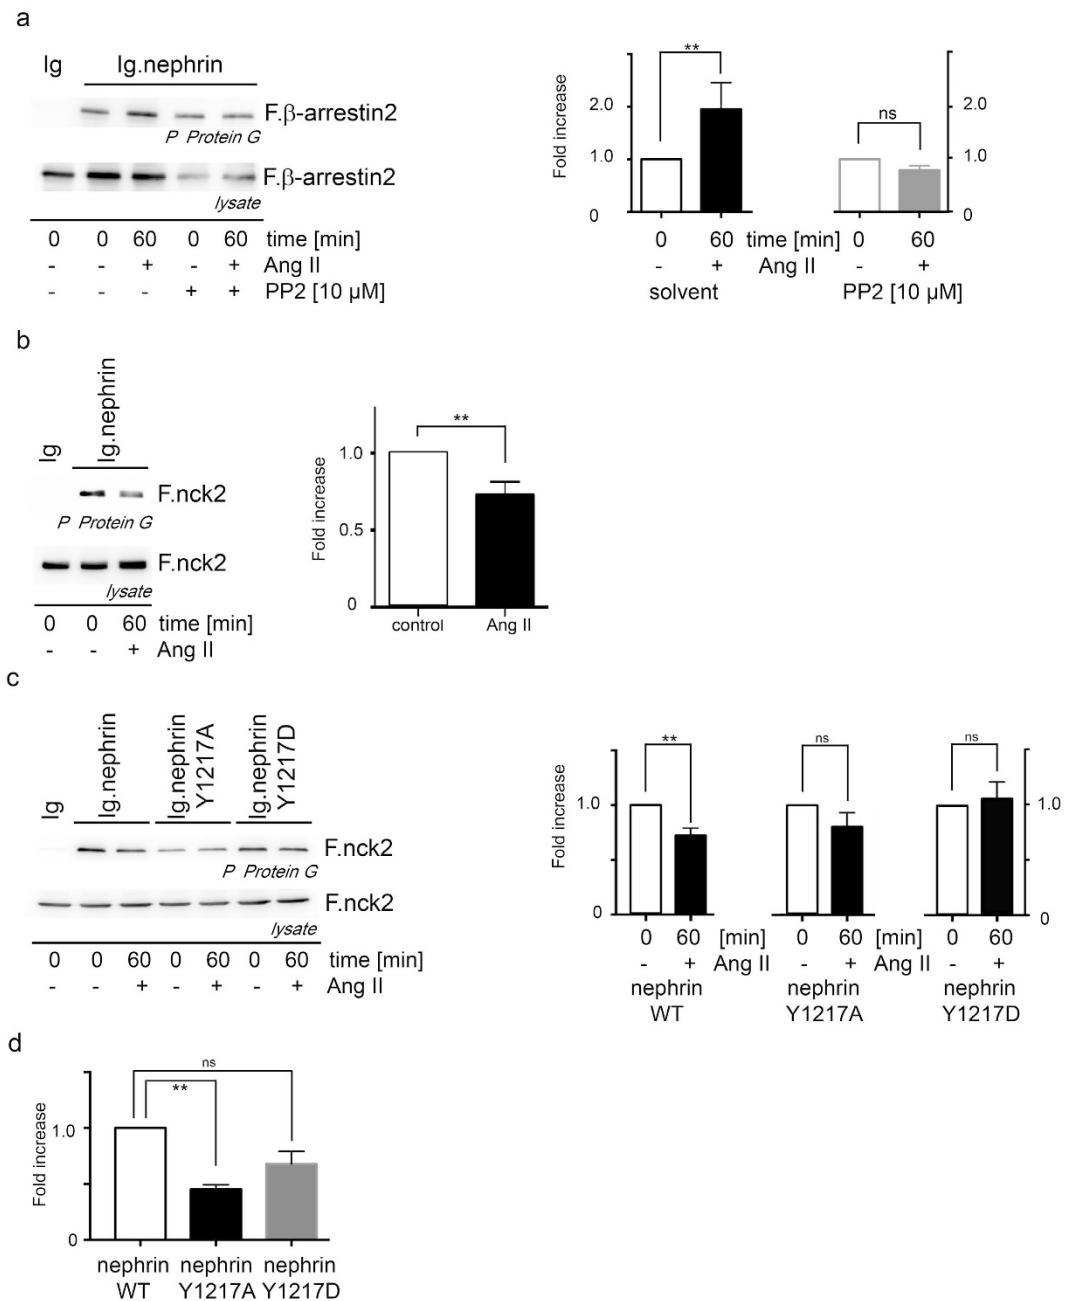 a
Ig Ig.nephrin
F.β-arrestin2
P Protein G
F.β-arrestin2
lysate
0 0 60 0 60 time [min]
- - + - + Ang II
- - - + + PP2 [10 µM]
Fold increase
2.0
1.0
0
**
ns
2.0
1.0
0
0 60 time [min] 0 60
- + Ang II - +
solvent PP2 [10 µM]
b
Ig Ig.nephrin
F.nck2
P Protein G
F.nck2
lysate
0 0 60 time [min]
- - + Ang II
Fold increase
1.0
0.5
0
**
control Ang II
c
Ig Ig.nephrin Ig.nephrin Y1217A Ig.nephrin Y1217D
F.nck2
P Protein G
F.nck2
lysate
0 0 60 0 60 0 60 time [min]
- - + - + - + Ang II
Fold increase
1.0
0
**
ns
ns
1.0
0
0 60 [min] 0 60 [min] 0 60
- + Ang II - + Ang II - +
nephrin nephrin nephrin
WT Y1217A Y1217D
d
Fold increase
1.0
0
ns
**
nephrin nephrin nephrin
WT Y1217A Y1217D